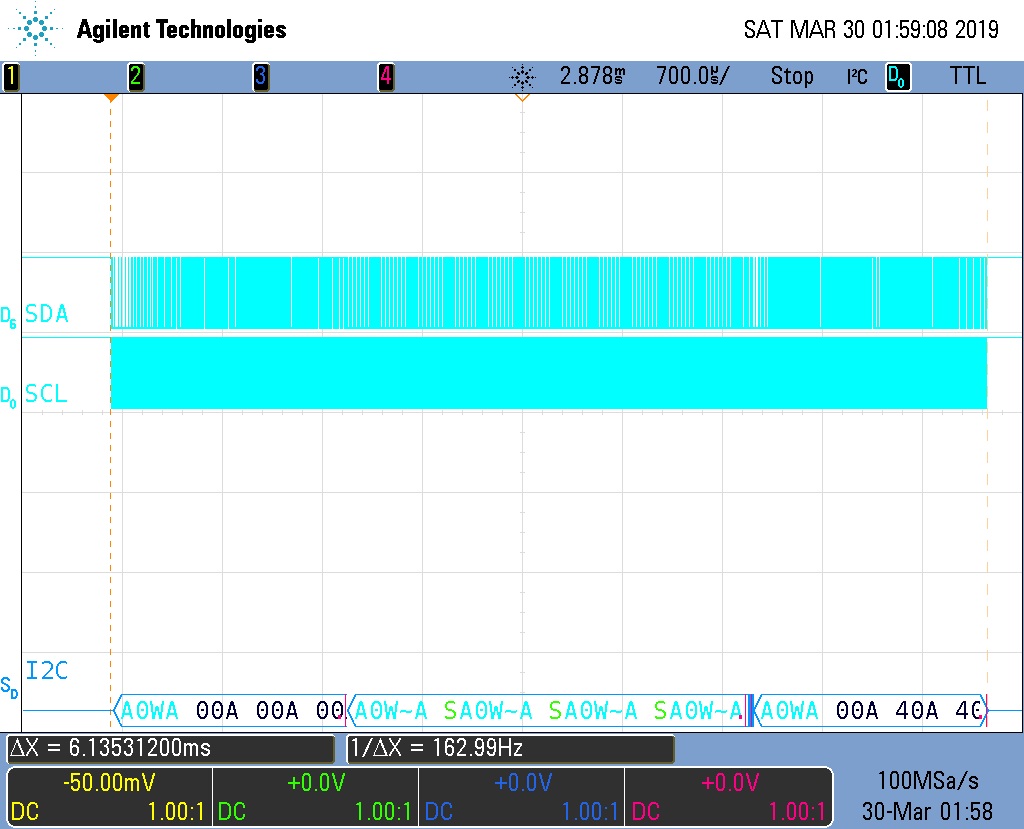 Agilent Technologies SAT MAR 30 01:59:08 2019
1 2 3 4 2.878ms 700.0us/ Stop I²C D0 TTL
D6 SDA
D0 SCL
I2C
SD
A0WA 00A 00A 00 A0W~A SA0W~A SA0W~A SA0W~A A0WA 00A 40A 40
ΔX = 6.13531200ms 1/ΔX = 162.99Hz
-50.00mV +0.0V +0.0V +0.0V 100MSa/s
DC 1.00:1 DC 1.00:1 DC 1.00:1 DC 1.00:1 30-Mar 01:58